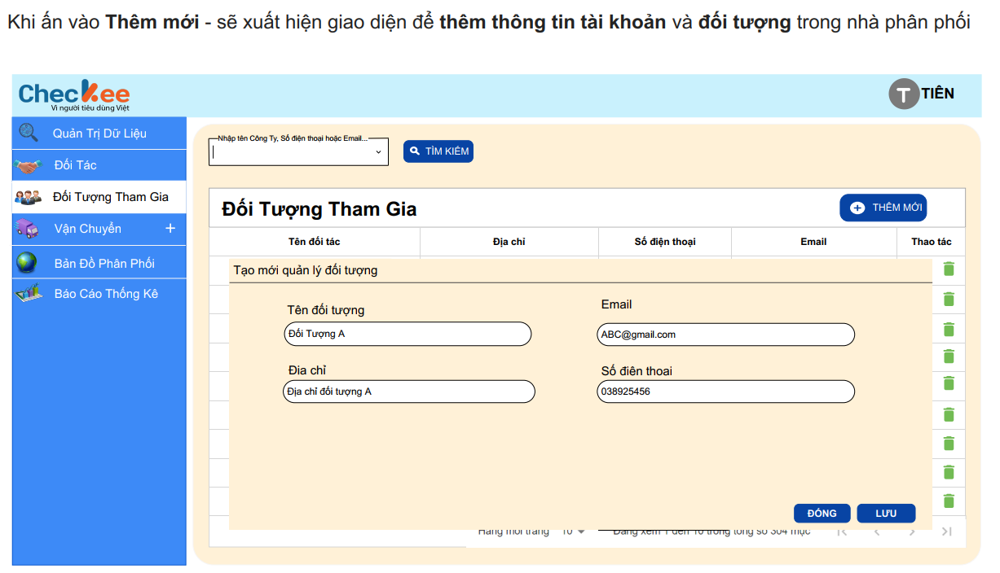 Khi ấn vào Thêm mới - sẽ xuất hiện giao diện để thêm thông tin tài khoản và đối tượng trong nhà phân phối
Checkee
Vì người tiêu dùng Việt
T TIÊN
Quản Trị Dữ Liệu
Đối Tác
Đối Tượng Tham Gia
Vận Chuyển +
Bản Đồ Phân Phối
Báo Cáo Thống Kê
Nhập tên Công Ty, Số điện thoại hoặc Email...
TÌM KIẾM
Đối Tượng Tham Gia
THÊM MỚI
Tên đối tác Địa chỉ Số điện thoại Email Thao tác
Tạo mới quản lý đối tượng
Tên đối tượng
Email
Đối Tượng A
ABC@gmail.com
Đia chỉ
Số điên thoai
Địa chỉ đối tượng A
038925456
ĐÓNG LƯU
Hàng mỗi trang 10 Đang xem 1 đến 10 trong tổng số 304 mục